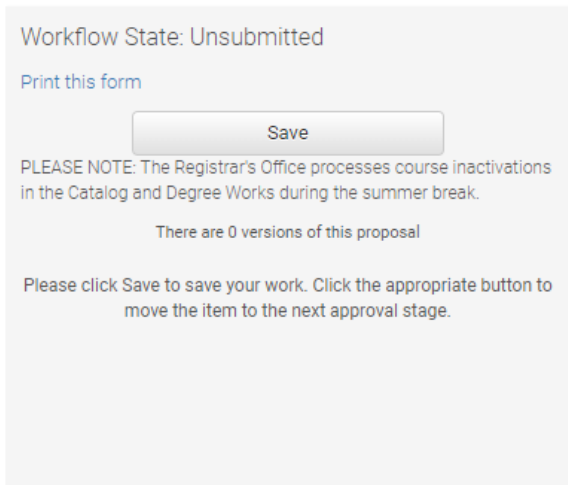 Workflow State: Unsubmitted
Print this form
Save
PLEASE NOTE: The Registrar's Office processes course inactivations
in the Catalog and Degree Works during the summer break.
There are 0 versions of this proposal
Please click Save to save your work. Click the appropriate button to
move the item to the next approval stage.